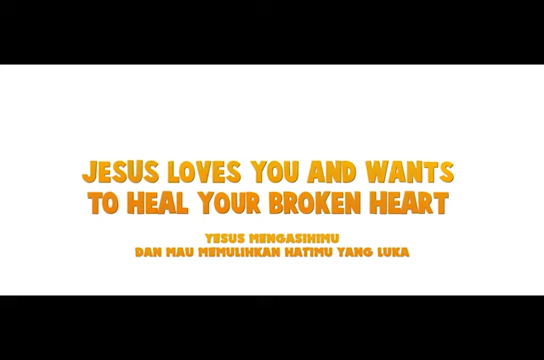 JESUS LOVES YOU AND WANTS
TO HEAL YOUR BROKEN HEART
YESUS MENGASIHIMU
DAN MAU MEMULIHKAN HATIMU YANG LUKA